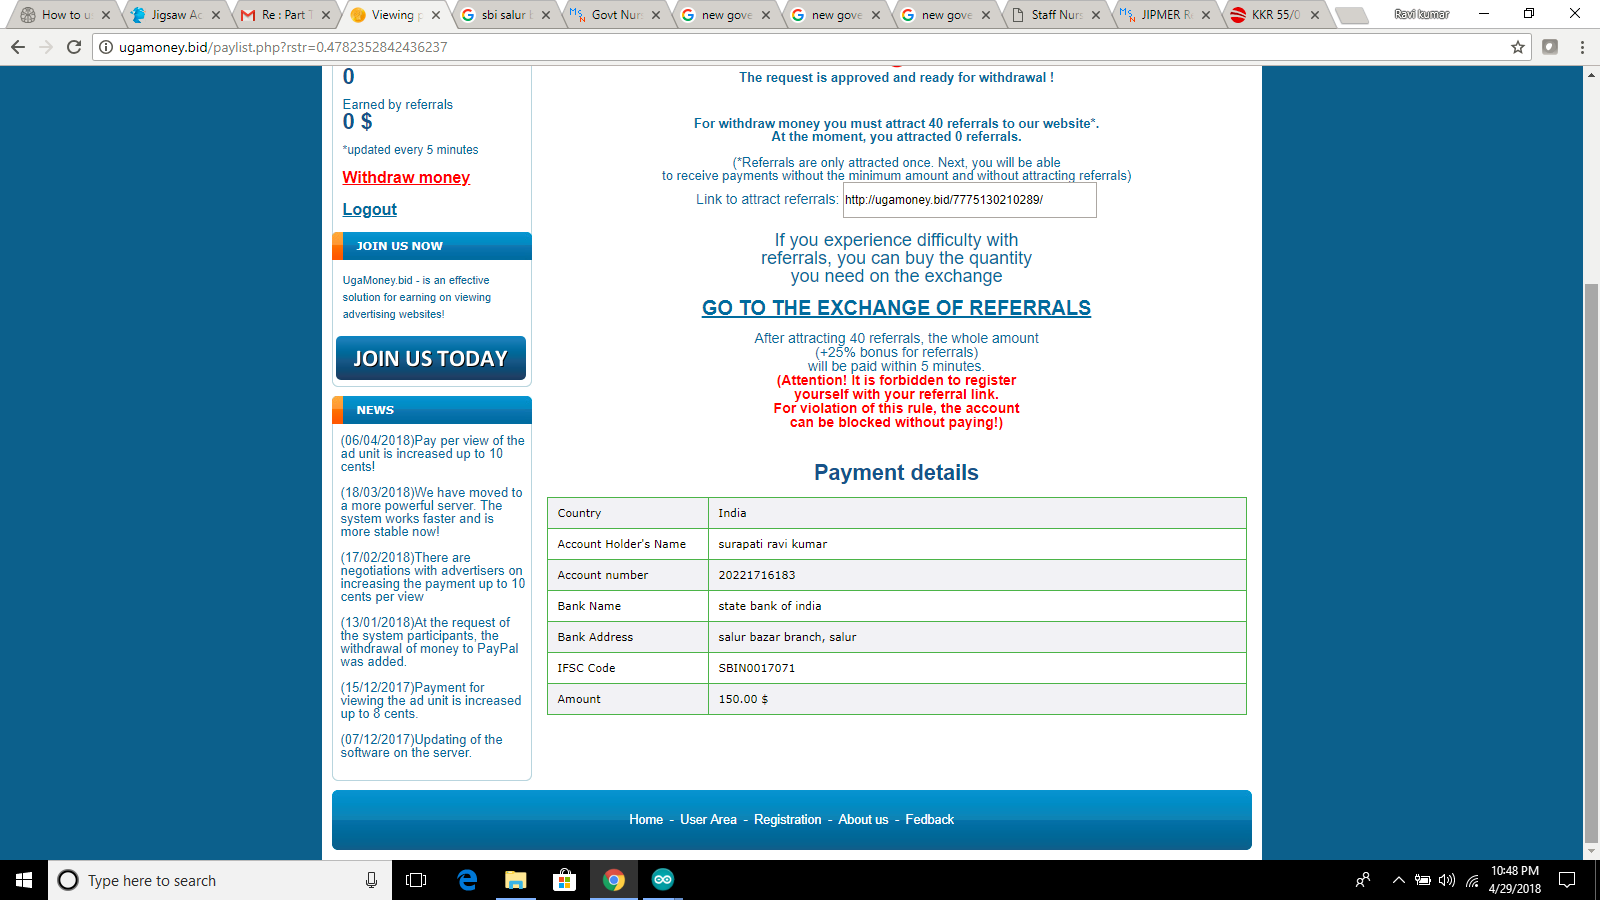 How to u
Jigsaw Ac
Re : Part T
Viewing p
sbi salur b
Govt Nurs
new gove
new gove
new gove
Staff Nurs
JIPMER R
KKR 55/0
Ravi kumar
ugamoney.bid/paylist.php?rstr=0.4782352842436237
0
Earned by referrals
0 $
*updated every 5 minutes
Withdraw money
Logout
JOIN US NOW
UgaMoney.bid - is an effective
solution for earning on viewing
advertising websites!
JOIN US TODAY
NEWS
(06/04/2018)Pay per view of the
ad unit is increased up to 10
cents!
(18/03/2018)We have moved to
a more powerful server. The
system works faster and is
more stable now!
(17/02/2018)There are
negotiations with advertisers on
increasing the payment up to 10
cents per view
(13/01/2018)At the request of
the system participants, the
withdrawal of money to PayPal
was added.
(15/12/2017)Payment for
viewing the ad unit is increased
up to 8 cents.
(07/12/2017)Updating of the
software on the server.
The request is approved and ready for withdrawal !
For withdraw money you must attract 40 referrals to our website*.
At the moment, you attracted 0 referrals.
(*Referrals are only attracted once. Next, you will be able
to receive payments without the minimum amount and without attracting referrals)
Link to attract referrals: http://ugamoney.bid/7775130210289/
If you experience difficulty with
referrals, you can buy the quantity
you need on the exchange
GO TO THE EXCHANGE OF REFERRALS
After attracting 40 referrals, the whole amount
(+25% bonus for referrals)
will be paid within 5 minutes.
(Attention! It is forbidden to register
yourself with your referral link.
For violation of this rule, the account
can be blocked without paying!)
Payment details
Country India
Account Holder's Name surapati ravi kumar
Account number 20221716183
Bank Name state bank of india
Bank Address salur bazar branch, salur
IFSC Code SBIN0017071
Amount 150.00 $
Home - User Area - Registration - About us - Fedback
Type here to search
10:48 PM
4/29/2018